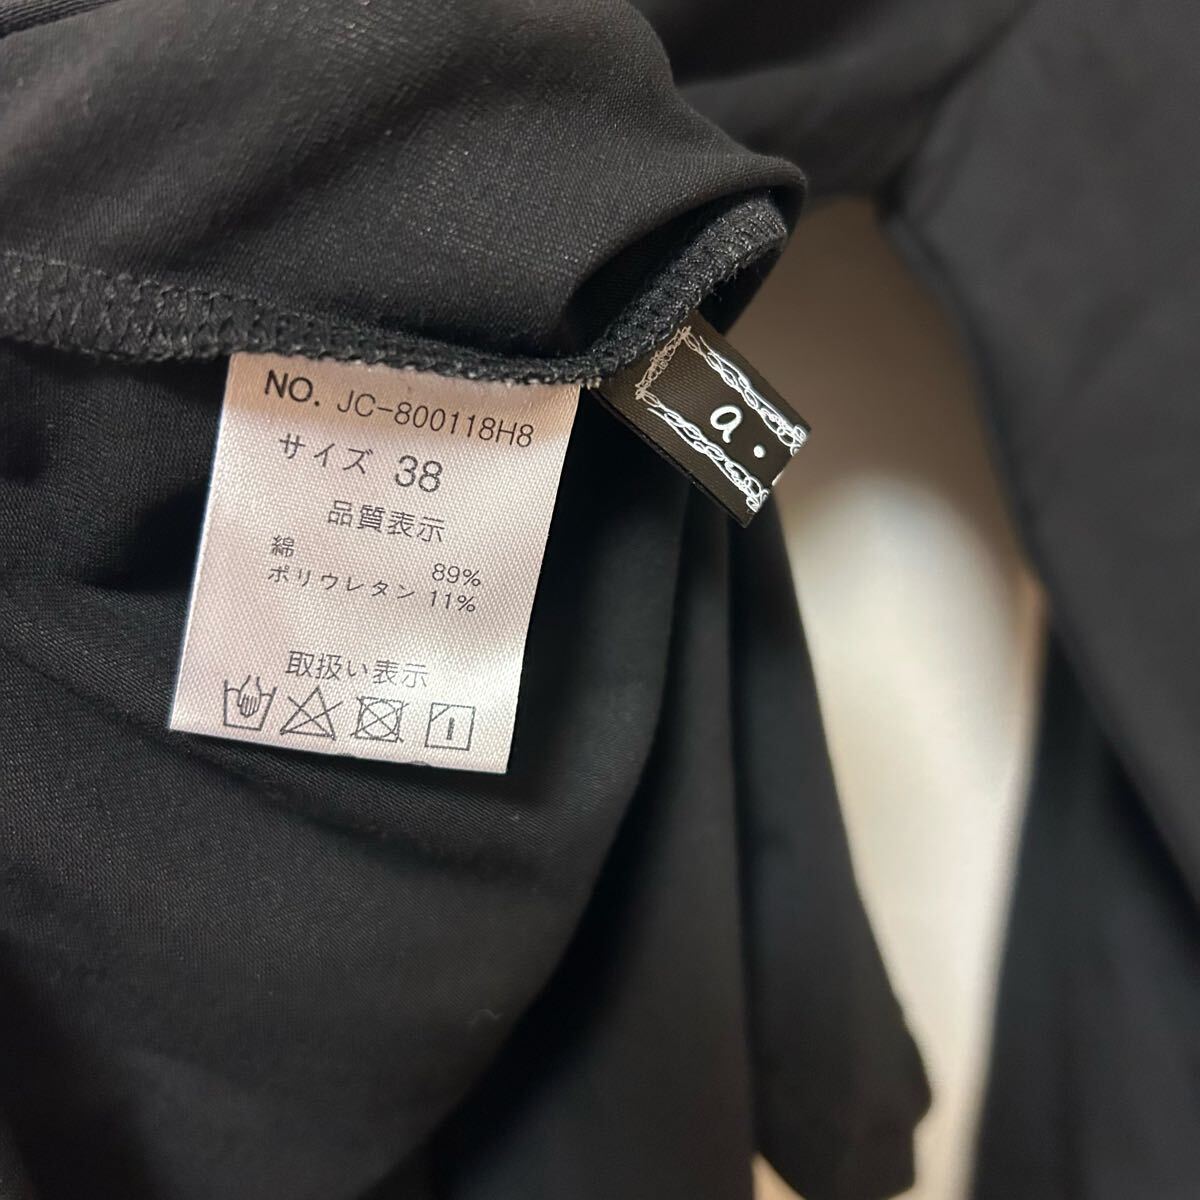 NO. JC-800118H8
サイズ 38
品質表示
綿 89%
ポリウレタン 11%
取扱い表示
a.